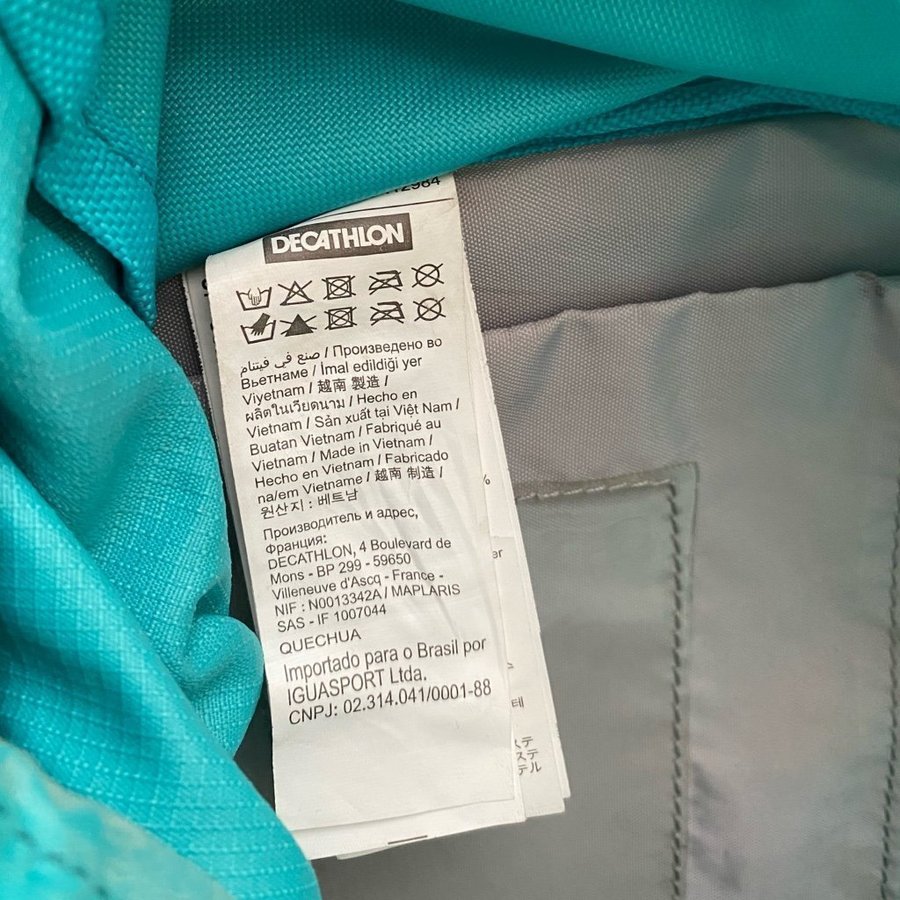 DECATHLON
صنع في فيتنام / Произведено во
Вьетнаме / Imal edildiği yer
Viyetnam / 越南 製造 /
ผลิตในเวียดนาม / Hecho en
Vietnam / Sản xuất tại Việt Nam /
Buatan Vietnam / Fabriqué au
Vietnam / Made in Vietnam /
Hecho en Vietnam / Fabricado
na/em Vietname / 越南 制造 /
원산지 : 베트남
Производитель и адрес,
Франция:
DECATHLON, 4 Boulevard de
Mons - BP 299 - 59650
Villeneuve d'Ascq - France -
NIF : N0013342A / MAPLARIS
SAS - IF 1007044
QUECHUA
Importado para o Brasil por
IGUASPORT Ltda.
CNPJ: 02.314.041/0001-88